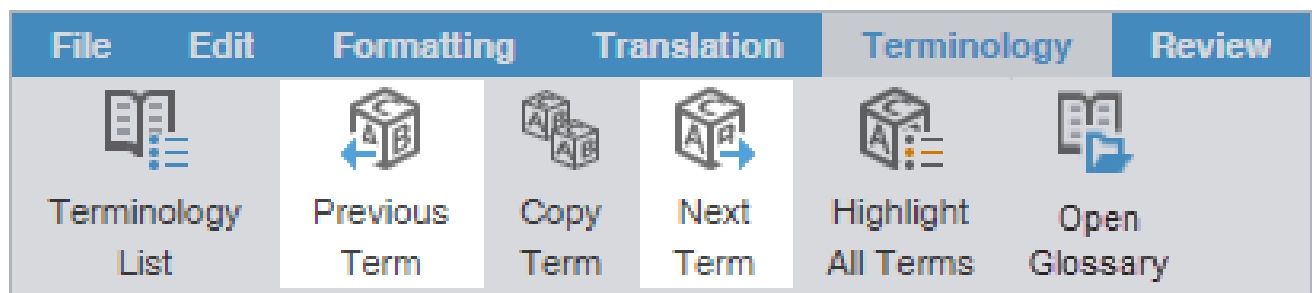 File Edit Formatting Translation Terminology Review
Terminology Previous Copy Next Highlight Open
List Term Term Term All Terms Glossary